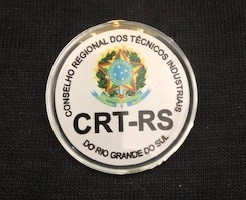 CONSELHO REGIONAL DOS TÉCNICOS INDUSTRIAIS
CRT-RS
DO RIO GRANDE DO SUL